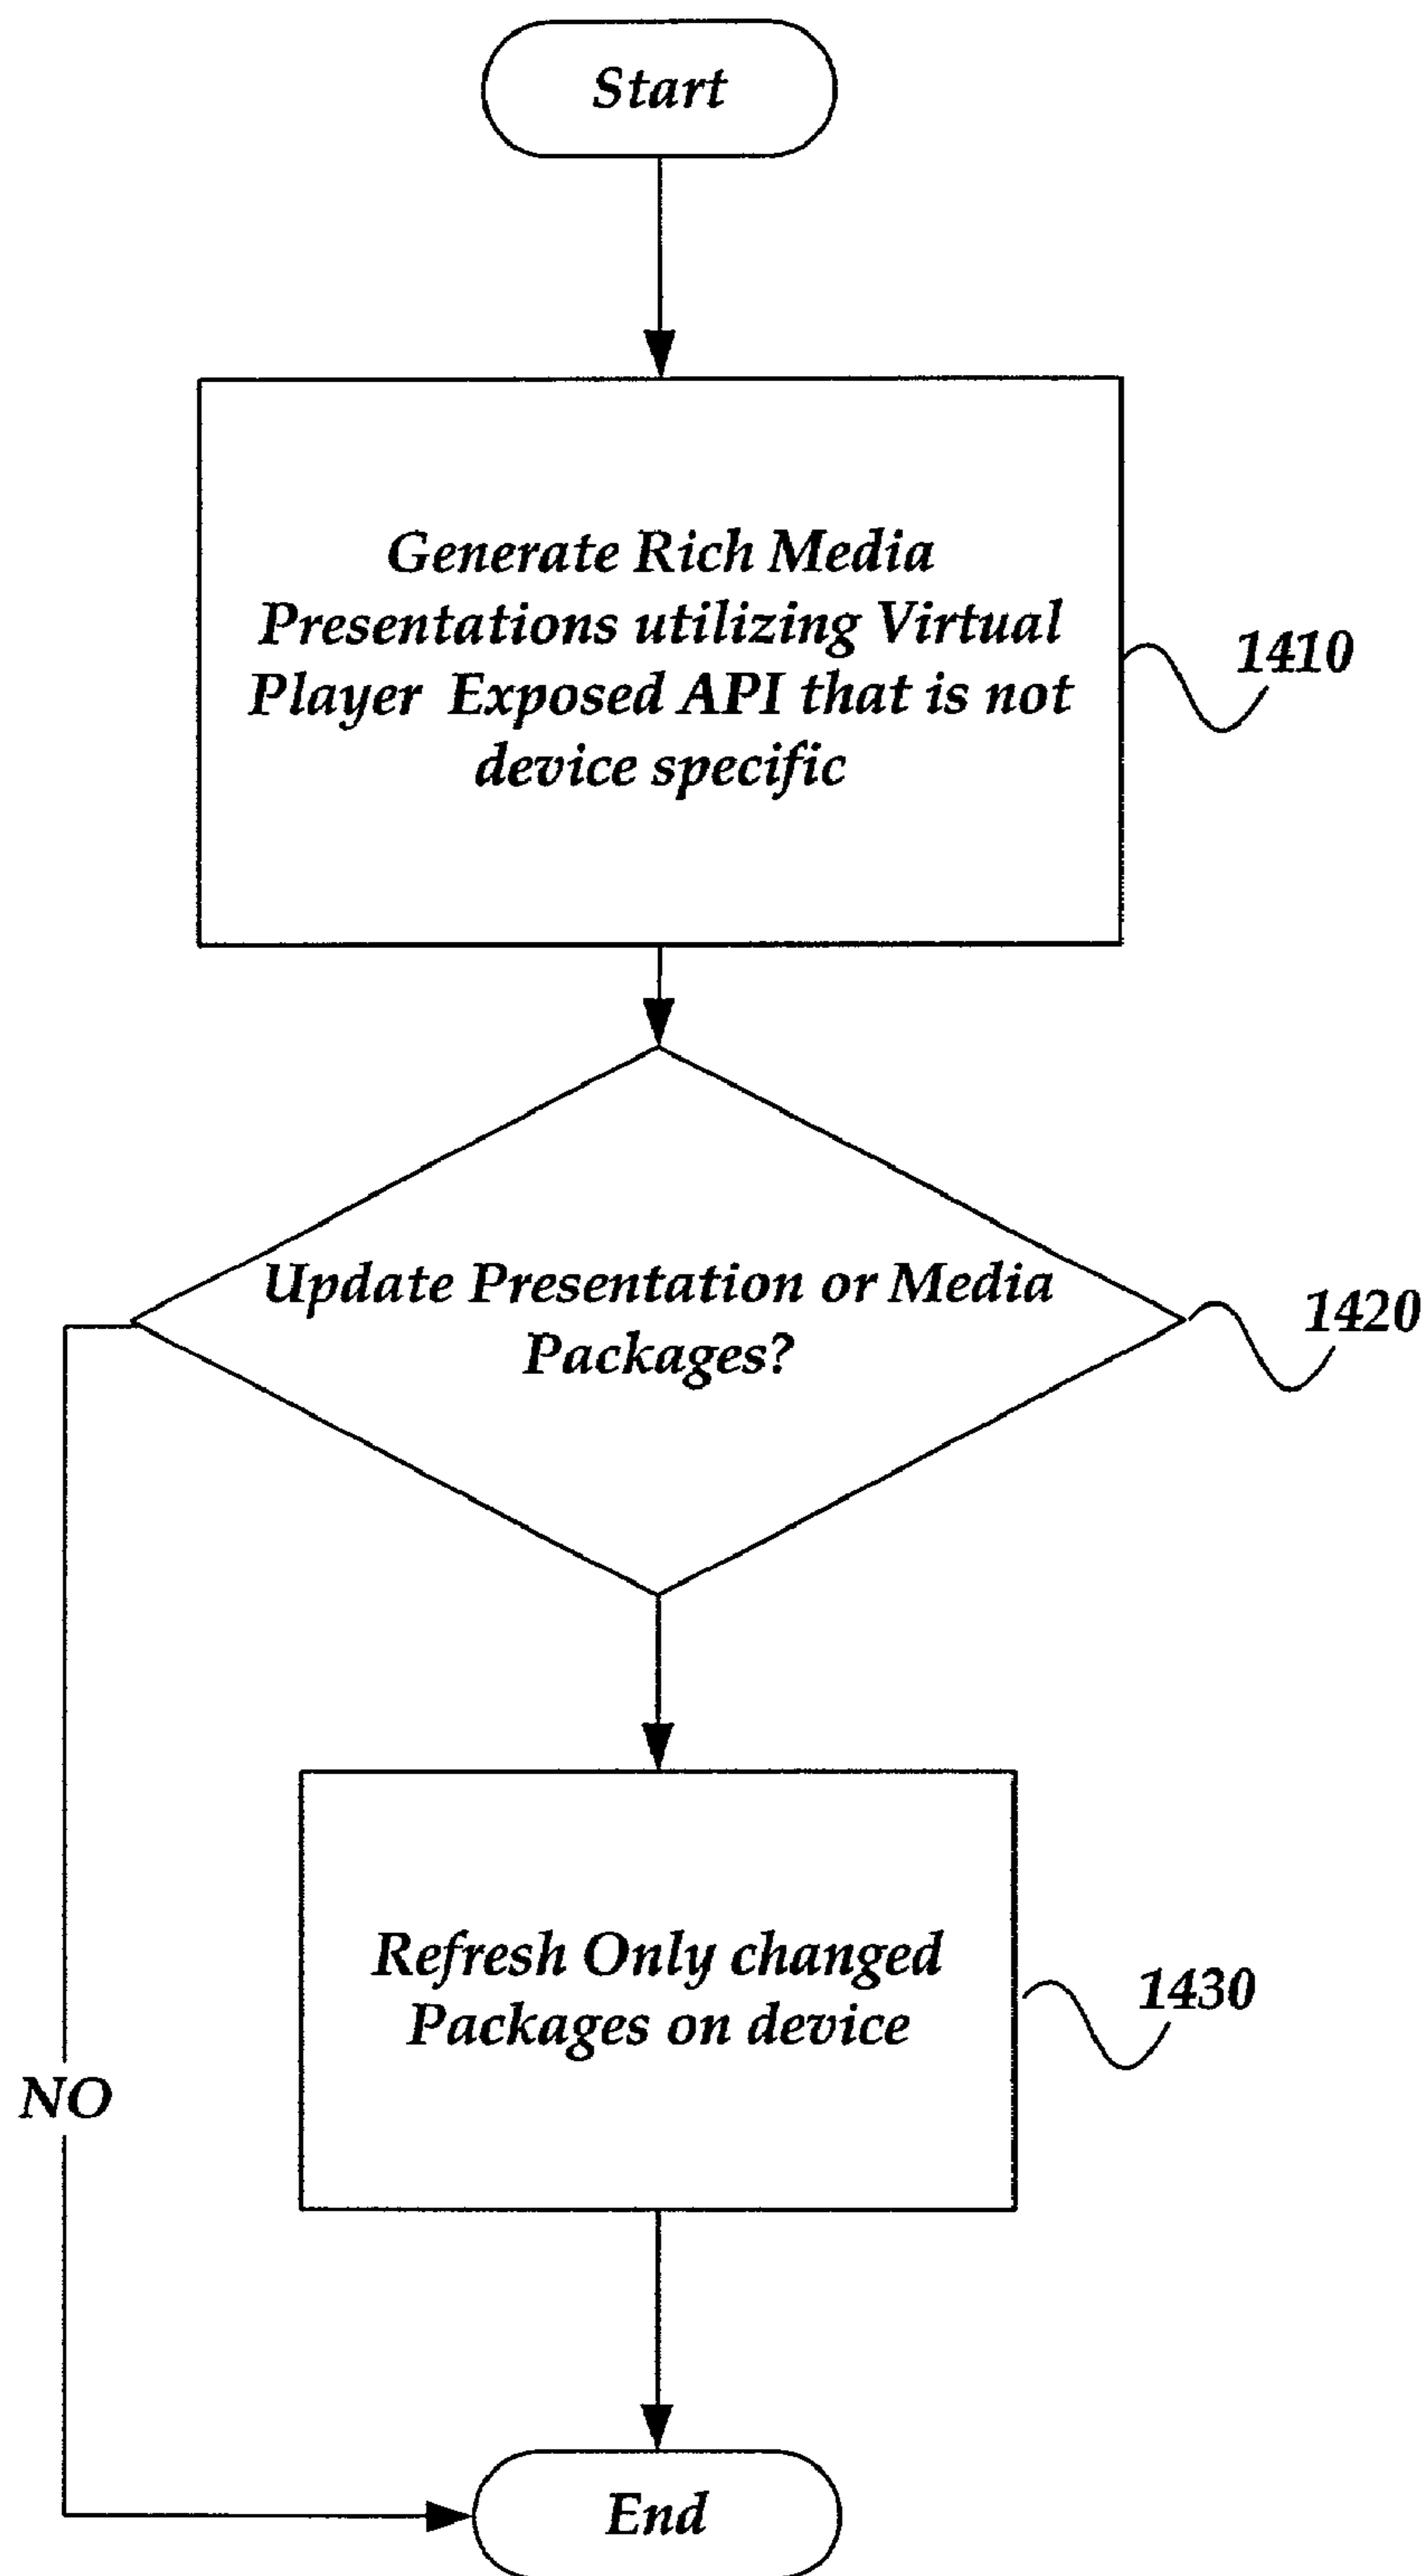 Start
Generate Rich Media
Presentations utilizing Virtual
Player Exposed API that is not
device specific
1410
Update Presentation or Media
Packages?
1420
Refresh Only changed
Packages on device
1430
NO
End